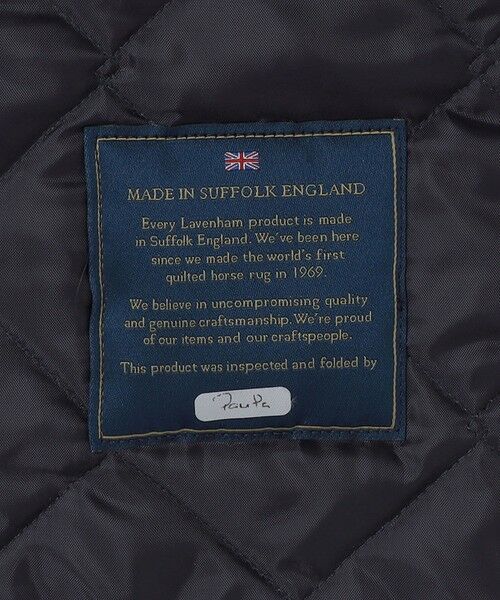 MADE IN SUFFOLK ENGLAND
Every Lavenham product is made
in Suffolk England. We've been here
since we made the world's first
quilted horse rug in 1969.
We believe in uncompromising quality
and genuine craftsmanship. We're proud
of our items and our craftspeople.
This product was inspected and folded by